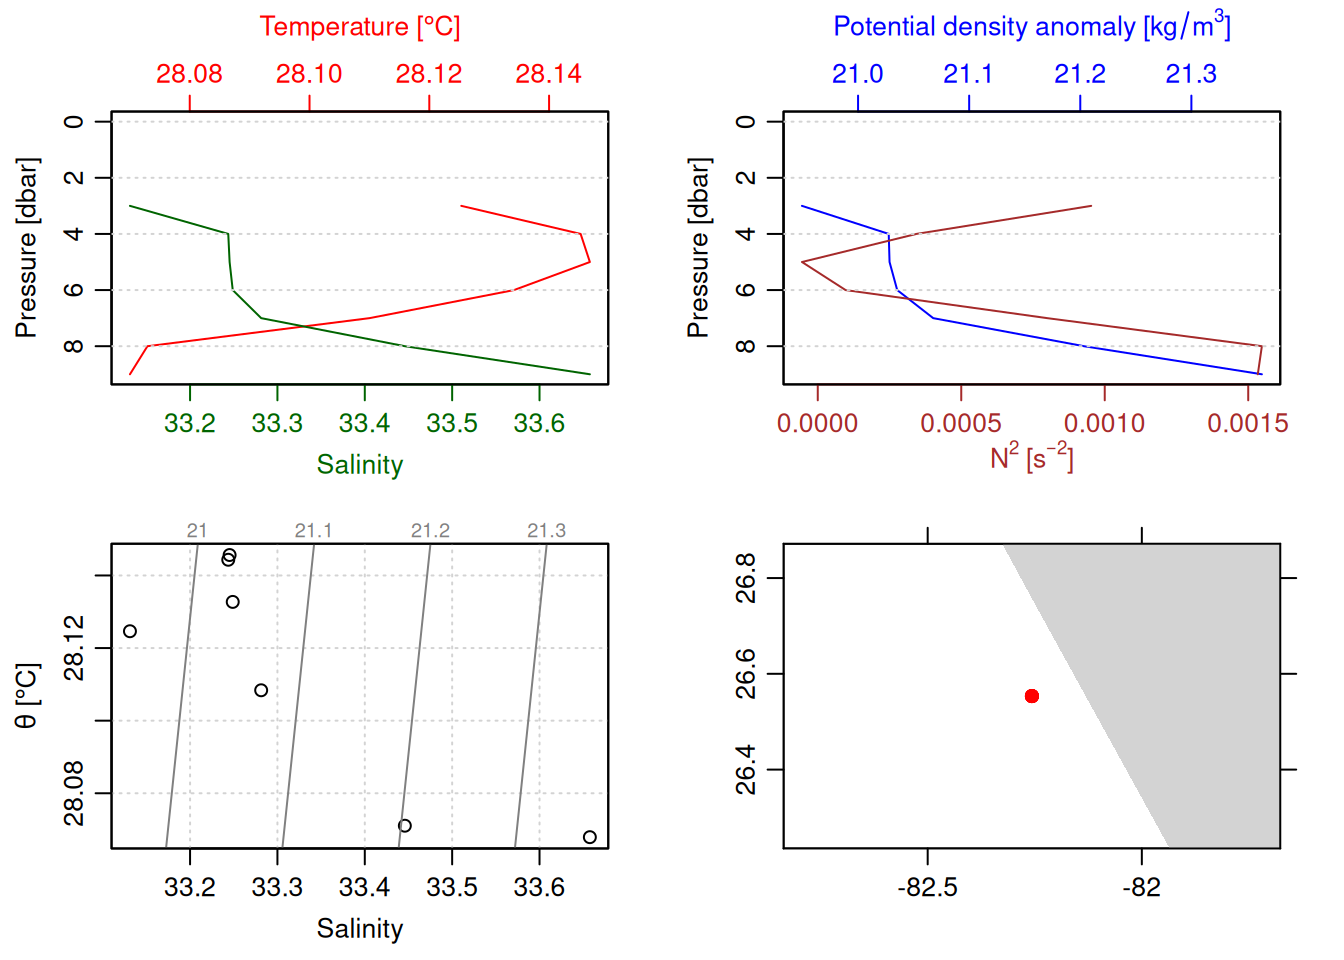 Temperature [°C]
28.08 28.10 28.12 28.14
Pressure [dbar]
0
2
4
6
8
33.2 33.3 33.4 33.5 33.6
Salinity
Potential density anomaly [kg/m³]
21.0 21.1 21.2 21.3
Pressure [dbar]
0
2
4
6
8
0.0000 0.0005 0.0010 0.0015
N² [s⁻²]
21 21.1 21.2 21.3
θ [°C]
28.12
28.08
33.2 33.3 33.4 33.5 33.6
Salinity
26.8
26.6
26.4
-82.5 -82